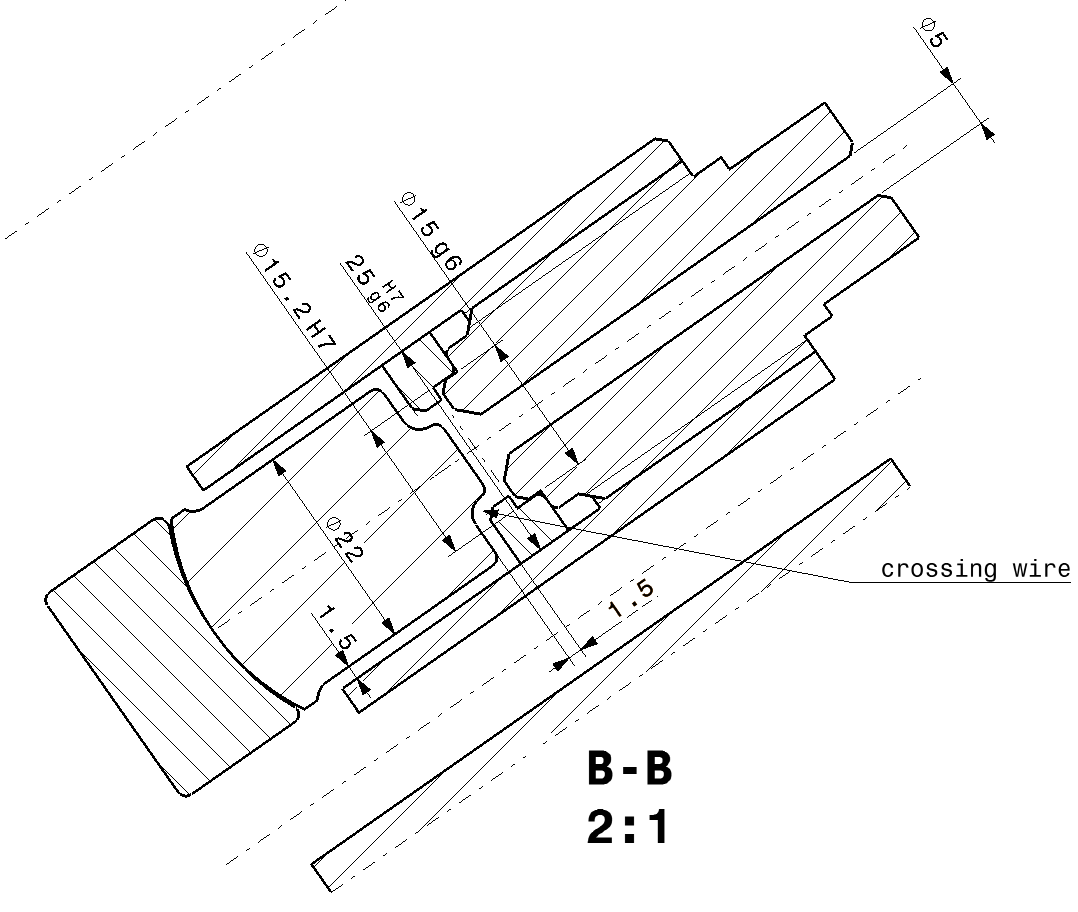 ⌀5
⌀15 g6
25 H7
g6
⌀15.2 H7
⌀22
1.5
1.5
crossing wire
B-B
2:1